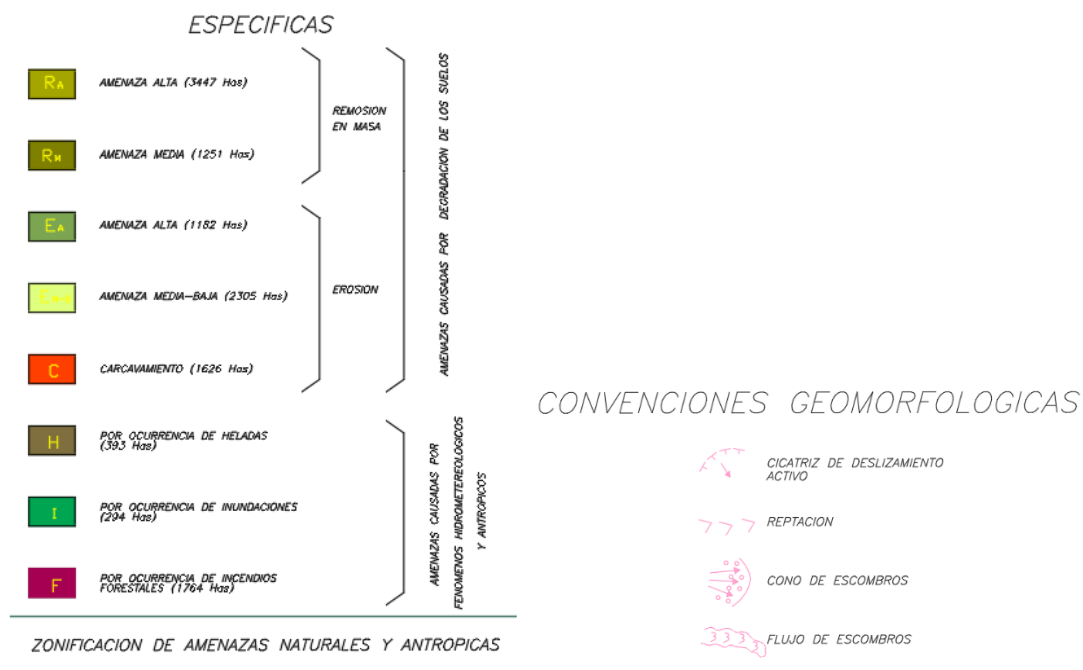 ESPECIFICAS
RA
AMENAZA ALTA (3447 Has)
RM
AMENAZA MEDIA (1251 Has)
REMOSION
EN MASA
EA
AMENAZA ALTA (1182 Has)
AMENAZA MEDIA-BAJA (2305 Has)
C
CARCAVAMIENTO (1626 Has)
EROSION
AMENAZAS CAUSADAS POR DEGRADACION DE LOS SUELOS
H
POR OCURRENCIA DE HELADAS
(393 Has)
I
POR OCURRENCIA DE INUNDACIONES
(294 Has)
F
POR OCURRENCIA DE INCENDIOS
FORESTALES (1764 Has)
AMENAZAS CAUSADAS POR
FENOMENOS HIDROMETEREOLOGICOS
Y ANTROPICOS
ZONIFICACION DE AMENAZAS NATURALES Y ANTROPICAS
CONVENCIONES GEOMORFOLOGICAS
CICATRIZ DE DESLIZAMIENTO
ACTIVO
REPTACION
CONO DE ESCOMBROS
FLUJO DE ESCOMBROS